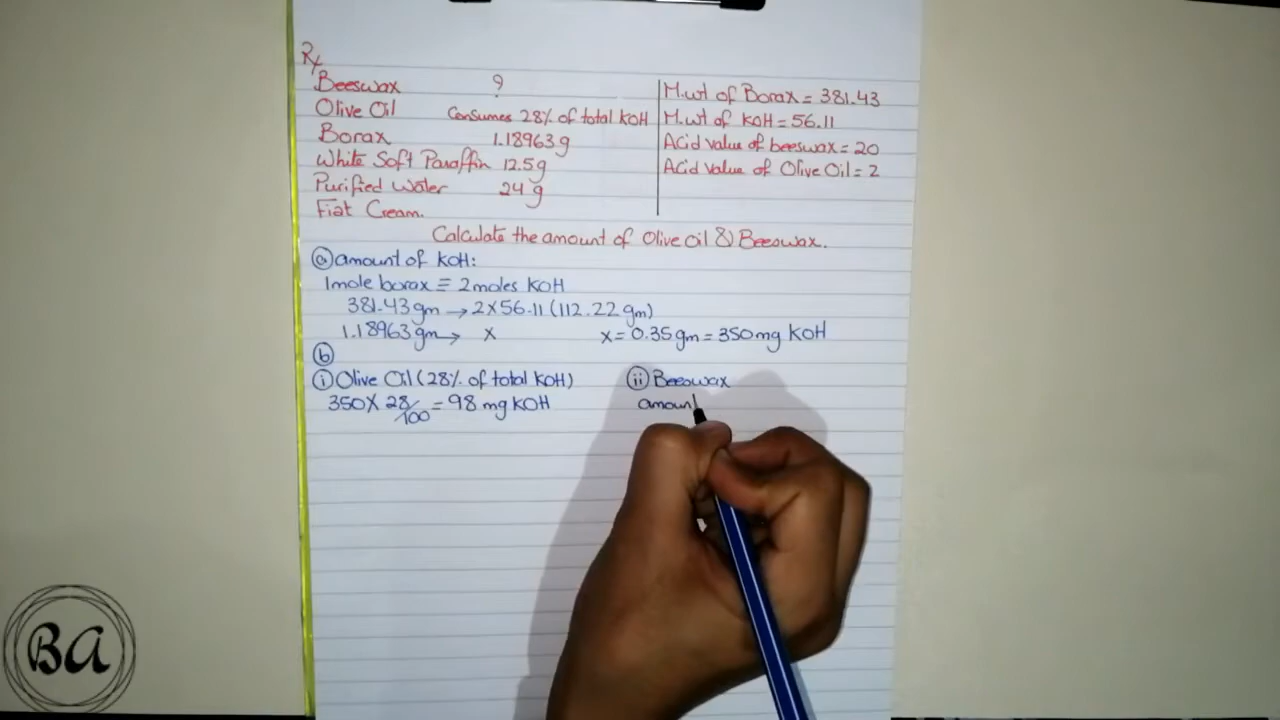 Rx
Beeswax ?
Olive Oil Consumes 28% of total KOH
Borax 1.18963g
White Soft Paraffin 12.5g
Purified Water 24 g
Fiat Cream.
M.wt of Borax = 381.43
M.wt of KOH = 56.11
Acid value of beeswax = 20
Acid value of Olive Oil = 2
Calculate the amount of Olive oil & Beeswax.
ⓐ amount of KOH:
1mole borax ≡ 2moles KOH
381.43 gm → 2×56.11 (112.22 gm)
1.18963 gm → x x = 0.35 gm = 350 mg KOH
ⓑ
ⓘ Olive Oil (28% of total KOH)
350 × 28/100 = 98 mg KOH
ⓘⓘ Beeswax
amount
BA